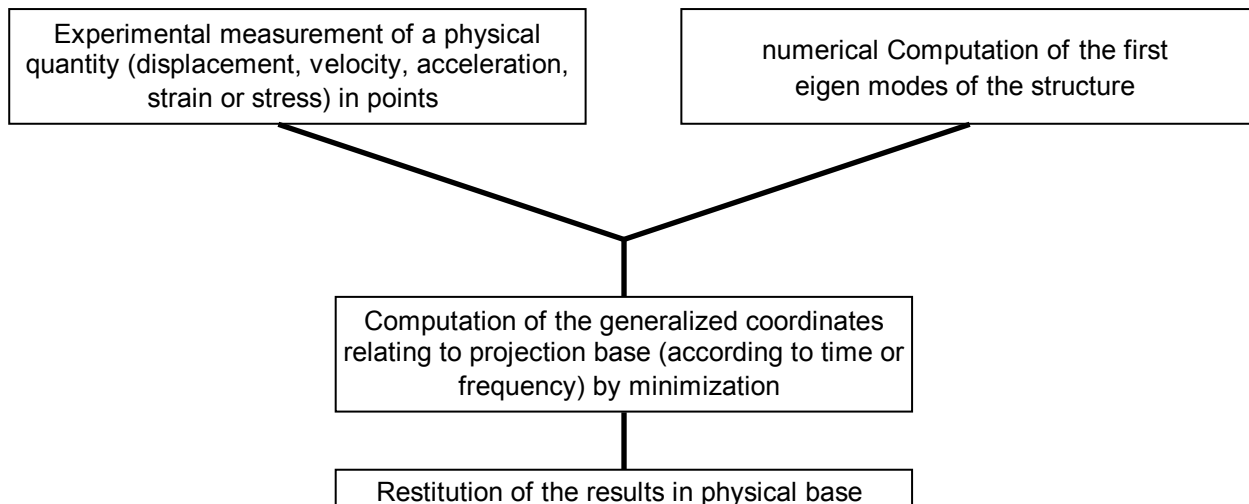 Experimental measurement of a physical
quantity (displacement, velocity, acceleration,
strain or stress) in points
numerical Computation of the first
eigen modes of the structure
Computation of the generalized coordinates
relating to projection base (according to time or
frequency) by minimization
Restitution of the results in physical base